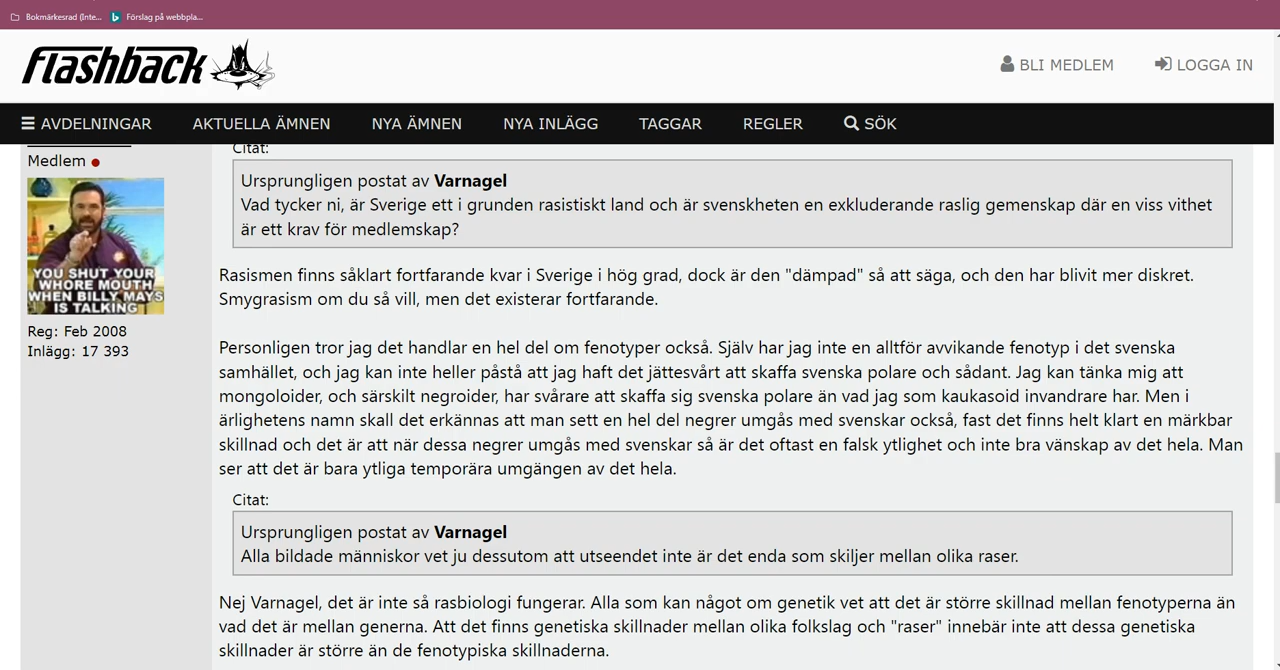 Bokmärkesrad (Inte...
Förslag på webbpla...
flashback
BLI MEDLEM
LOGGA IN
AVDELNINGAR
AKTUELLA ÄMNEN
NYA ÄMNEN
NYA INLÄGG
TAGGAR
REGLER
SÖK
Medlem
YOU SHUT YOUR
WHORE MOUTH
WHEN BILLY MAYS
IS TALKING
Reg: Feb 2008
Inlägg: 17 393
Citat:
Ursprungligen postat av Varnagel
Vad tycker ni, är Sverige ett i grunden rasistiskt land och är svenskheten en exkluderande raslig gemenskap där en viss vithet
är ett krav för medlemskap?
Rasismen finns såklart fortfarande kvar i Sverige i hög grad, dock är den "dämpad" så att säga, och den har blivit mer diskret.
Smygrasism om du så vill, men det existerar fortfarande.
Personligen tror jag det handlar en hel del om fenotyper också. Själv har jag inte en alltför avvikande fenotyp i det svenska
samhället, och jag kan inte heller påstå att jag haft det jättesvårt att skaffa svenska polare och sådant. Jag kan tänka mig att
mongoloider, och särskilt negroider, har svårare att skaffa sig svenska polare än vad jag som kaukasoid invandrare har. Men i
ärlighetens namn skall det erkännas att man sett en hel del negrer umgås med svenskar också, fast det finns helt klart en märkbar
skillnad och det är att när dessa negrer umgås med svenskar så är det oftast en falsk ytlighet och inte bra vänskap av det hela. Man
ser att det är bara ytliga temporära umgängen av det hela.
Citat:
Ursprungligen postat av Varnagel
Alla bildade människor vet ju dessutom att utseendet inte är det enda som skiljer mellan olika raser.
Nej Varnagel, det är inte så rasbiologi fungerar. Alla som kan något om genetik vet att det är större skillnad mellan fenotyperna än
vad det är mellan generna. Att det finns genetiska skillnader mellan olika folkslag och "raser" innebär inte att dessa genetiska
skillnader är större än de fenotypiska skillnaderna.